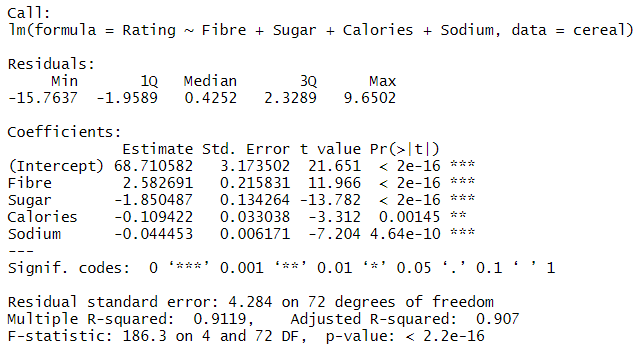 Call:
lm(formula = Rating ~ Fibre + Sugar + Calories + Sodium, data = cereal)
Residuals:
Min 1Q Median 3Q Max
-15.7637 -1.9589 0.4252 2.3289 9.6502
Coefficients:
Estimate Std. Error t value Pr(>|t|)
(Intercept) 68.710582 3.173502 21.651 < 2e-16 ***
Fibre 2.582691 0.215831 11.966 < 2e-16 ***
Sugar -1.850487 0.134264 -13.782 < 2e-16 ***
Calories -0.109422 0.033038 -3.312 0.00145 **
Sodium -0.044453 0.006171 -7.204 4.64e-10 ***
---
Signif. codes: 0 ‘***’ 0.001 ‘**’ 0.01 ‘*’ 0.05 ‘.’ 0.1 ‘ ’ 1
Residual standard error: 4.284 on 72 degrees of freedom
Multiple R-squared: 0.9119, Adjusted R-squared: 0.907
F-statistic: 186.3 on 4 and 72 DF, p-value: < 2.2e-16